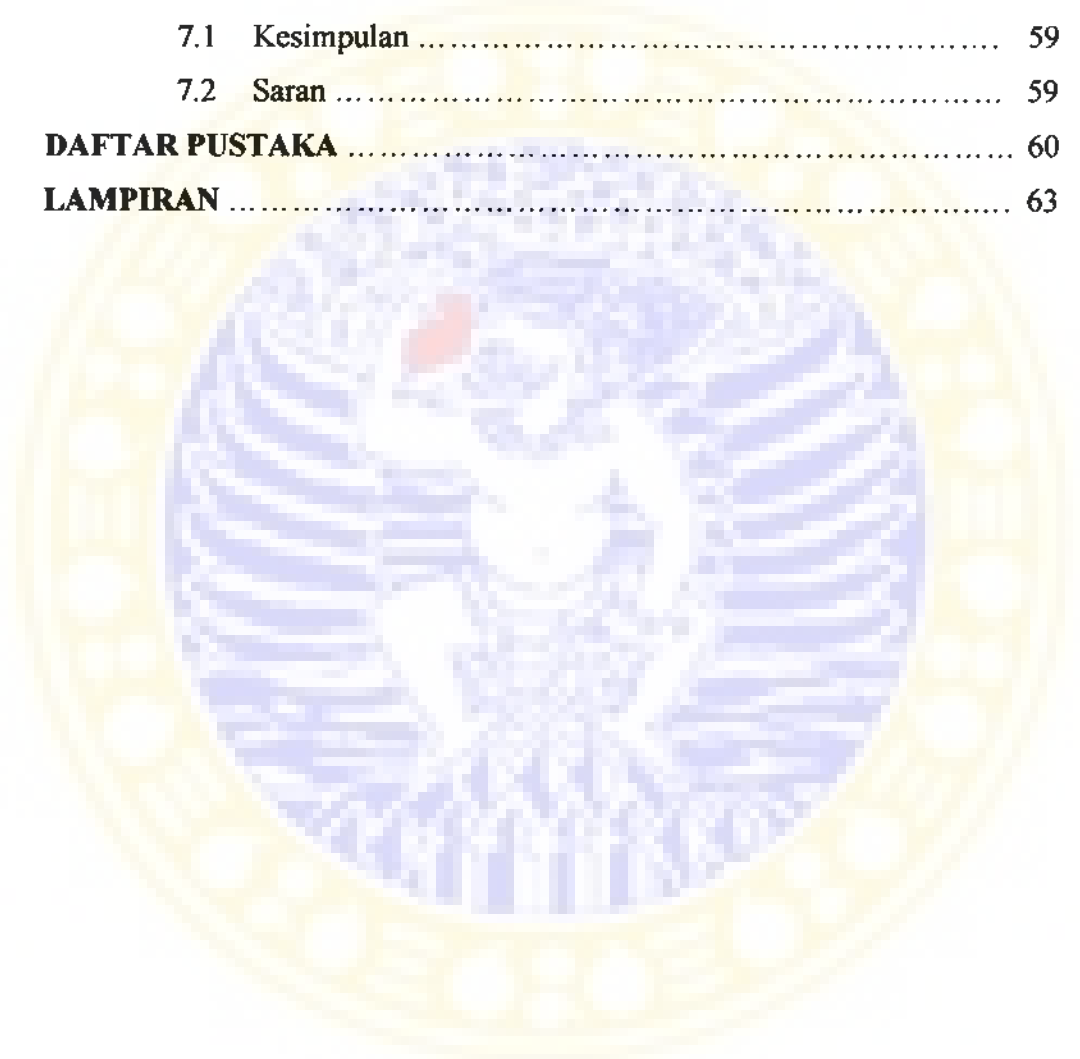 7.1 Kesimpulan ........................................................ 59
7.2 Saran ................................................................ 59
DAFTAR PUSTAKA ................................................................ 60
LAMPIRAN ........................................................................... 63